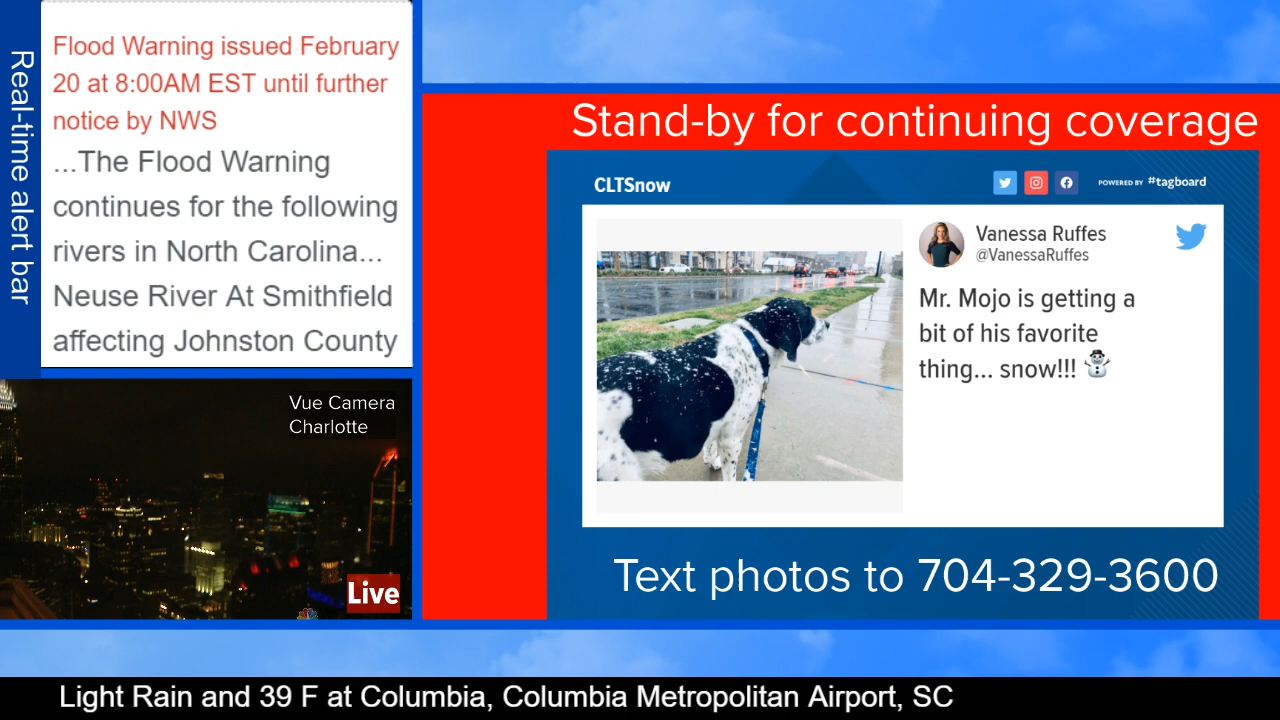 Real-time alert bar
Flood Warning issued February
20 at 8:00AM EST until further
notice by NWS
...The Flood Warning
continues for the following
rivers in North Carolina...
Neuse River At Smithfield
affecting Johnston County
Vue Camera
Charlotte
Live
Stand-by for continuing coverage
CLTSnow
POWERED BY #tagboard
Vanessa Ruffes
@VanessaRuffes
Mr. Mojo is getting a
bit of his favorite
thing... snow!!!
Text photos to 704-329-3600
Light Rain and 39 F at Columbia, Columbia Metropolitan Airport, SC